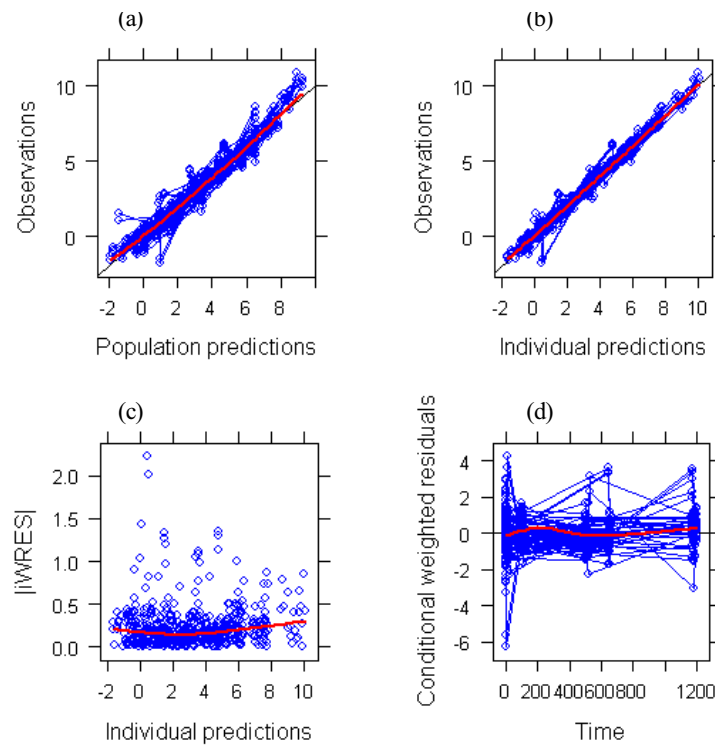 (a)
(b)
10
5
0
Observations
-2 0 2 4 6 8
Population predictions
10
5
0
Observations
-2 0 2 4 6 8 10
Individual predictions
(c)
(d)
2.0
1.5
1.0
0.5
0.0
|iWRES|
-2 0 2 4 6 8 10
Individual predictions
4
2
0
-2
-4
-6
Conditional weighted residuals
0 200 400 600 800 1200
Time